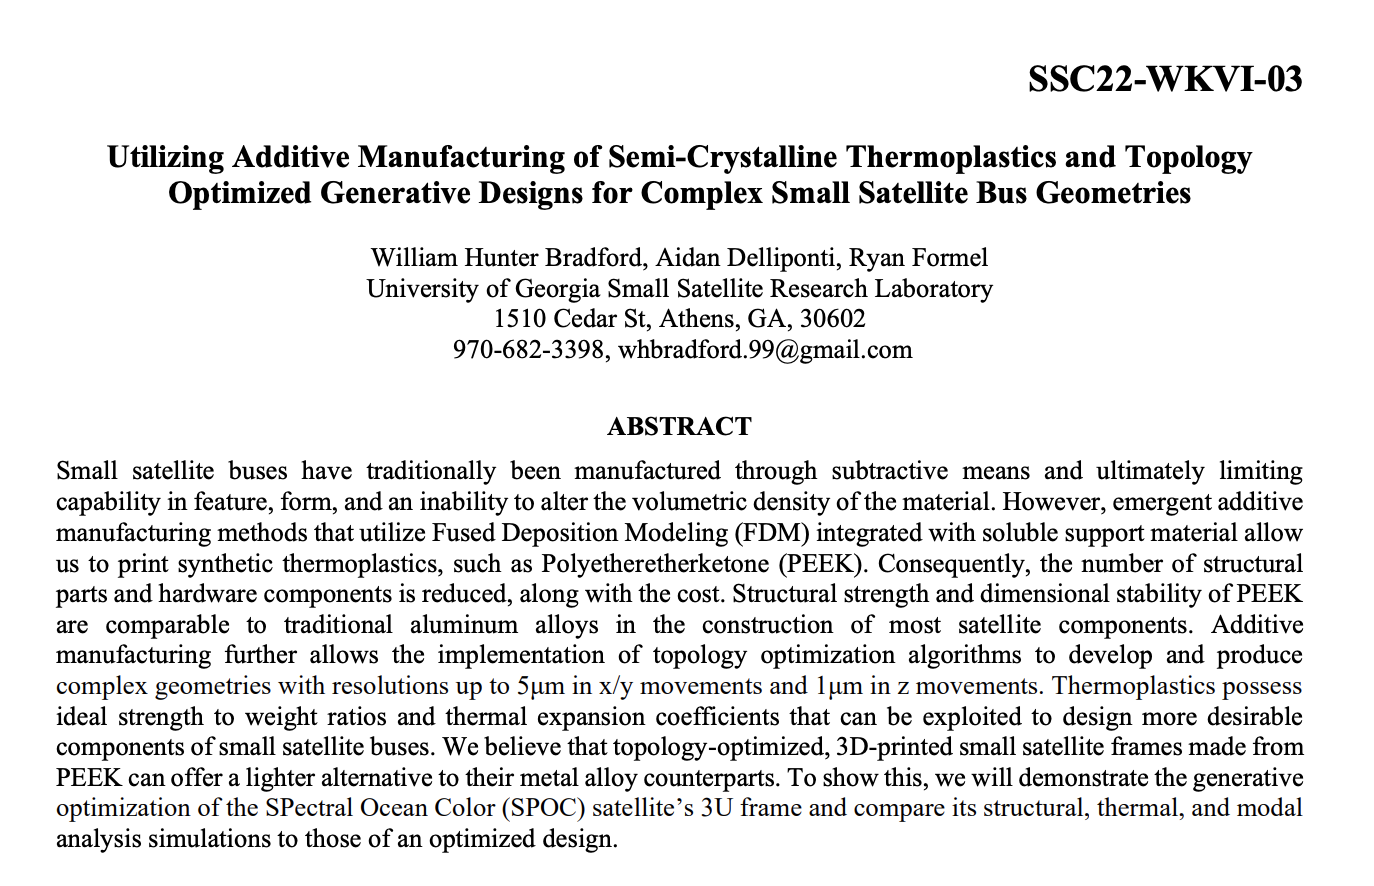 SSC22-WKVI-03
Utilizing Additive Manufacturing of Semi-Crystalline Thermoplastics and Topology
Optimized Generative Designs for Complex Small Satellite Bus Geometries
William Hunter Bradford, Aidan Delliponti, Ryan Formel
University of Georgia Small Satellite Research Laboratory
1510 Cedar St, Athens, GA, 30602
970-682-3398, whbradford.99@gmail.com
ABSTRACT
Small satellite buses have traditionally been manufactured through subtractive means and ultimately limiting
capability in feature, form, and an inability to alter the volumetric density of the material. However, emergent additive
manufacturing methods that utilize Fused Deposition Modeling (FDM) integrated with soluble support material allow
us to print synthetic thermoplastics, such as Polyetheretherketone (PEEK). Consequently, the number of structural
parts and hardware components is reduced, along with the cost. Structural strength and dimensional stability of PEEK
are comparable to traditional aluminum alloys in the construction of most satellite components. Additive
manufacturing further allows the implementation of topology optimization algorithms to develop and produce
complex geometries with resolutions up to 5μm in x/y movements and 1μm in z movements. Thermoplastics possess
ideal strength to weight ratios and thermal expansion coefficients that can be exploited to design more desirable
components of small satellite buses. We believe that topology-optimized, 3D-printed small satellite frames made from
PEEK can offer a lighter alternative to their metal alloy counterparts. To show this, we will demonstrate the generative
optimization of the SPectral Ocean Color (SPOC) satellite’s 3U frame and compare its structural, thermal, and modal
analysis simulations to those of an optimized design.